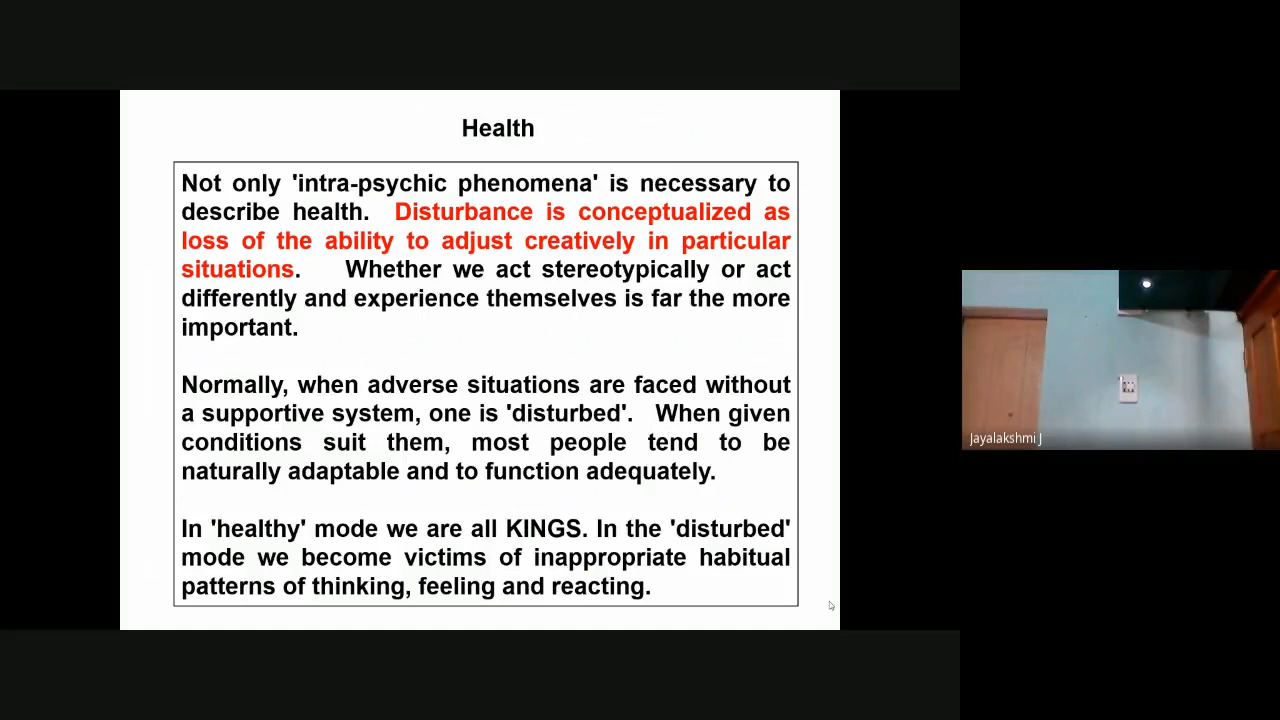 Health
Not only 'intra-psychic phenomena' is necessary to
describe health. Disturbance is conceptualized as
loss of the ability to adjust creatively in particular
situations. Whether we act stereotypically or act
differently and experience themselves is far the more
important.
Normally, when adverse situations are faced without
a supportive system, one is 'disturbed'. When given
conditions suit them, most people tend to be
naturally adaptable and to function adequately.
In 'healthy' mode we are all KINGS. In the 'disturbed'
mode we become victims of inappropriate habitual
patterns of thinking, feeling and reacting.
Jayalakshmi J